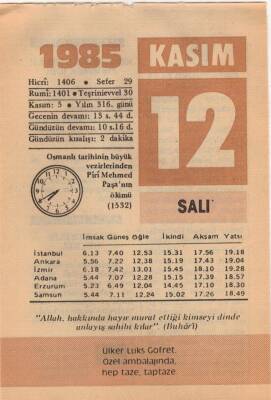 1985 KASIM
Hicrî: 1406 • Sefer 29
Rumî: 1401 • Teşrinievvel 30
Kasım: 5 • Yılın 316. günü
Gecenin devamı: 13 s. 44 d.
Gündüzün devamı: 10 s. 16 d.
Gündüzün kısalışı: 2 dakika
12
SALI
Osmanlı tarihinin büyük
vezirlerinden
Pîrî Mehmed
Paşa'nın
ölümü
(1532)
İmsak Güneş Öğle İkindi Akşam Yatsı
İstanbul 6.13 7.40 12.53 15.31 17.56 19.18
Ankara 5.56 7.22 12.38 15.19 17.43 19.04
İzmir 6.18 7.42 13.01 15.45 18.10 19.28
Adana 5.44 7.07 12.28 15.15 17.39 18.57
Erzurum 5.23 6.49 12.04 14.45 17.10 18.30
Samsun 5.44 7.11 12.24 15.02 17.26 18.49
"Allah, hakkında hayır murat ettiği kimseyi dinde
anlayış sahibi kılar". (Buhârî)
Ülker Lüks Gofret.
Özel ambalajında,
hep taze, taptaze.